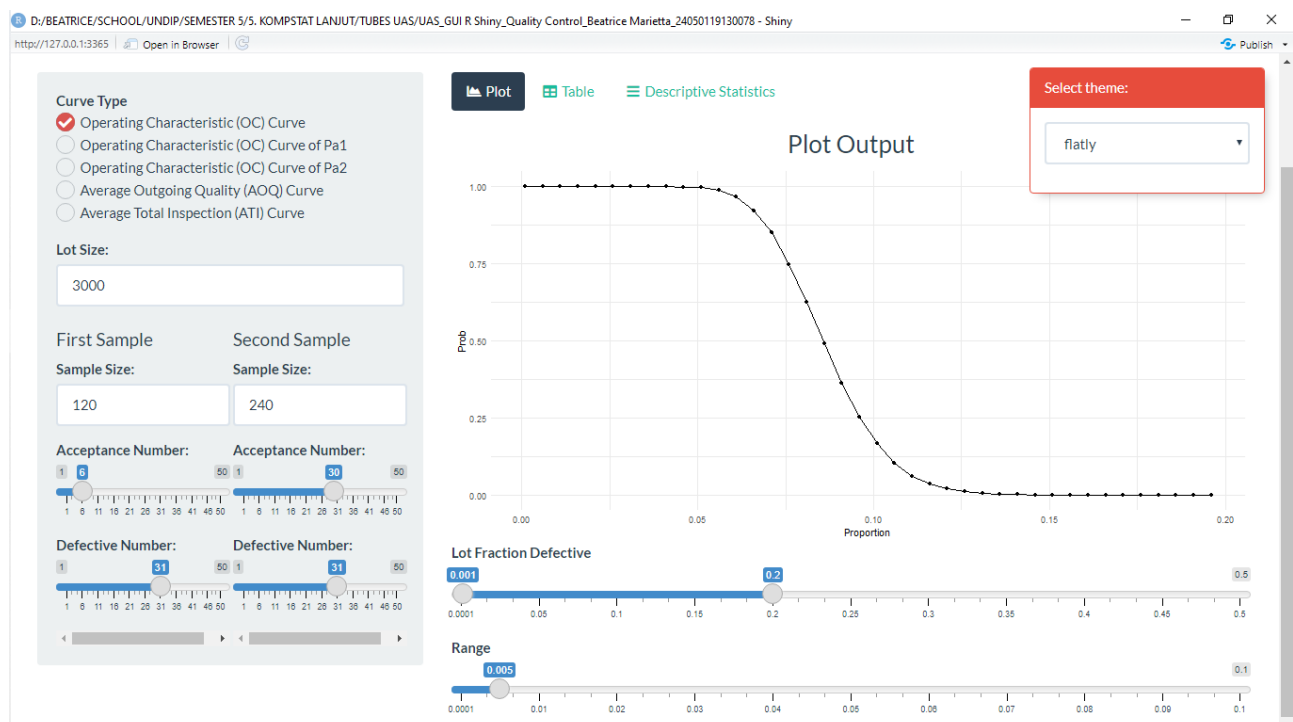 D:/BEATRICE/SCHOOL/UNDIP/SEMESTER 5/5. KOMPSTAT LANJUT/TUBES UAS/UAS_GUI R Shiny_Quality Control_Beatrice Marietta_24050119130078 - Shiny
http://127.0.0.1:3365 Open in Browser Publish
Curve Type
Operating Characteristic (OC) Curve
Operating Characteristic (OC) Curve of Pa1
Operating Characteristic (OC) Curve of Pa2
Average Outgoing Quality (AOQ) Curve
Average Total Inspection (ATI) Curve
Lot Size:
3000
First Sample Second Sample
Sample Size: Sample Size:
120 240
Acceptance Number: Acceptance Number:
1 6 50 1 30 50
1 6 11 16 21 26 31 36 41 46 50 1 6 11 16 21 26 31 36 41 46 50
Defective Number: Defective Number:
1 31 50 1 31 50
1 6 11 16 21 26 31 36 41 46 50 1 6 11 16 21 26 31 36 41 46 50
Plot Table Descriptive Statistics
Select theme:
flatly
Plot Output
1.00
0.75
Prob
0.50
0.25
0.00
0.00 0.05 0.10 0.15 0.20
Proportion
Lot Fraction Defective
0.001 0.2 0.5
0.0001 0.05 0.1 0.15 0.2 0.25 0.3 0.35 0.4 0.45 0.5
Range
0.005 0.1
0.0001 0.01 0.02 0.03 0.04 0.05 0.06 0.07 0.08 0.09 0.1